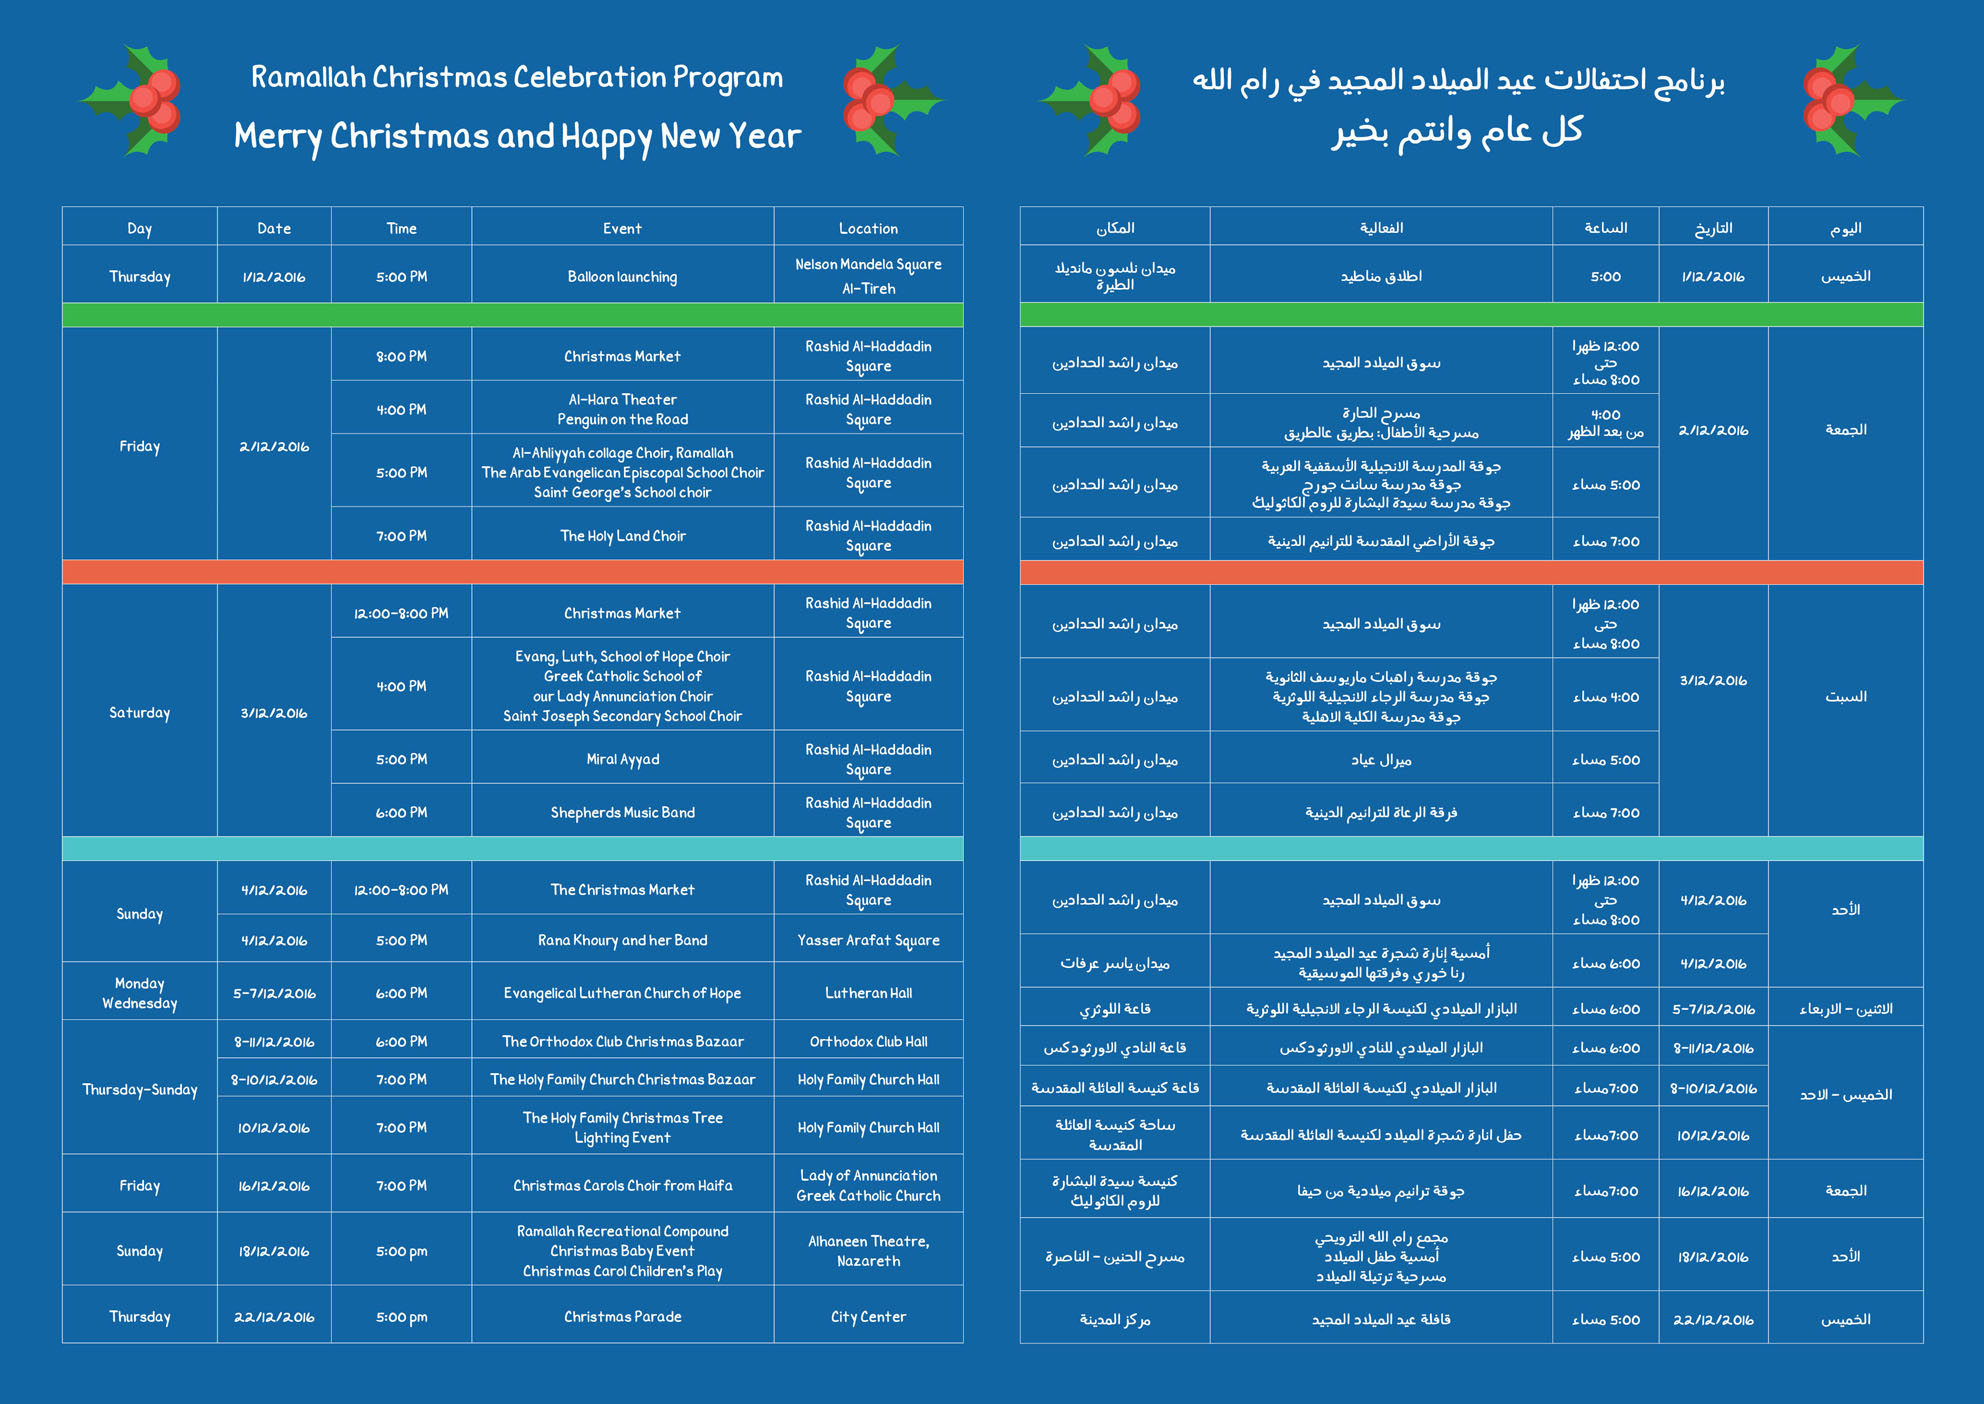 Ramallah Christmas Celebration Program
Merry Christmas and Happy New Year
Day Date Time Event Location
Thursday 1/12/2016 5:00 PM Balloon launching Nelson Mandela Square
Al-Tireh
Friday 2/12/2016
8:00 PM Christmas Market Rashid Al-Haddadin
Square
4:00 PM Al-Hara Theater
Penguin on the Road
Rashid Al-Haddadin
Square
5:00 PM Al-Ahliyyah collage Choir, Ramallah
The Arab Evangelican Episcopal School Choir
Saint George's School choir
Rashid Al-Haddadin
Square
7:00 PM The Holy Land Choir Rashid Al-Haddadin
Square
Saturday 3/12/2016
12:00-8:00 PM Christmas Market Rashid Al-Haddadin
Square
4:00 PM Evang, Luth, School of Hope Choir
Greek Catholic School of
our Lady Annunciation Choir
Saint Joseph Secondary School Choir
Rashid Al-Haddadin
Square
5:00 PM Miral Ayyad Rashid Al-Haddadin
Square
6:00 PM Shepherds Music Band Rashid Al-Haddadin
Square
Sunday
4/12/2016 12:00-8:00 PM The Christmas Market Rashid Al-Haddadin
Square
4/12/2016 5:00 PM Rana Khoury and her Band Yasser Arafat Square
Monday
Wednesday
5-7/12/2016 6:00 PM Evangelical Lutheran Church of Hope Lutheran Hall
Thursday-Sunday
8-11/12/2016 6:00 PM The Orthodox Club Christmas Bazaar Orthodox Club Hall
8-10/12/2016 7:00 PM The Holy Family Church Christmas Bazaar Holy Family Church Hall
10/12/2016 7:00 PM The Holy Family Christmas Tree
Lighting Event
Holy Family Church Hall
Friday 16/12/2016 7:00 PM Christmas Carols Choir from Haifa Lady of Annunciation
Greek Catholic Church
Sunday 18/12/2016 5:00 pm Ramallah Recreational Compound
Christmas Baby Event
Christmas Carol Children's Play
Alhaneen Theatre,
Nazareth
Thursday 22/12/2016 5:00 pm Christmas Parade City Center
برنامج احتفالات عيد الميلاد المجيد في رام الله
كل عام وانتم بخير
اليوم التاريخ الساعة الفعالية المكان
الخميس 1/12/2016 5:00 اطلاق مناطيد ميدان نلسون مانديلا
الطيرة
الجمعة 2/12/2016
12:00 ظهرا
حتى
8:00 مساء
سوق الميلاد المجيد ميدان راشد الحدادين
4:00
من بعد الظهر
مسرح الحارة
مسرحية الأطفال: بطريق عالطريق
ميدان راشد الحدادين
5:00 مساء جوقة المدرسة الانجيلية الأسقفية العربية
جوقة مدرسة سانت جورج
جوقة مدرسة سيدة البشارة للروم الكاثوليك
ميدان راشد الحدادين
7:00 مساء جوقة الأراضي المقدسة للترانيم الدينية ميدان راشد الحدادين
السبت 3/12/2016
12:00 ظهرا
حتى
8:00 مساء
سوق الميلاد المجيد ميدان راشد الحدادين
4:00 مساء جوقة مدرسة راهبات ماريوسف الثانوية
جوقة مدرسة الرجاء الانجيلية اللوثرية
جوقة مدرسة الكلية الاهلية
ميدان راشد الحدادين
5:00 مساء ميرال عياد ميدان راشد الحدادين
7:00 مساء فرقة الرعاة للترانيم الدينية ميدان راشد الحدادين
الأحد
4/12/2016 12:00 ظهرا
حتى
8:00 مساء
سوق الميلاد المجيد ميدان راشد الحدادين
4/12/2016 6:00 مساء أمسية إنارة شجرة عيد الميلاد المجيد
رنا خوري وفرقتها الموسيقية
ميدان ياسر عرفات
الاثنين - الاربعاء 5-7/12/2016 6:00 مساء البازار الميلادي لكنيسة الرجاء الانجيلية اللوثرية قاعة اللوثري
الخميس - الاحد
8-11/12/2016 6:00 مساء البازار الميلادي للنادي الاورثودكس قاعة النادي الاورثودكس
8-10/12/2016 7:00مساء البازار الميلادي لكنيسة العائلة المقدسة قاعة كنيسة العائلة المقدسة
10/12/2016 7:00مساء حفل انارة شجرة الميلاد لكنيسة العائلة المقدسة ساحة كنيسة العائلة
المقدسة
الجمعة 16/12/2016 7:00مساء جوقة ترانيم ميلادية من حيفا كنيسة سيدة البشارة
للروم الكاثوليك
الأحد 18/12/2016 5:00 مساء مجمع رام الله الترويحي
أمسية طفل الميلاد
مسرحية ترتيلة الميلاد
مسرح الحنين - الناصرة
الخميس 22/12/2016 5:00 مساء قافلة عيد الميلاد المجيد مركز المدينة